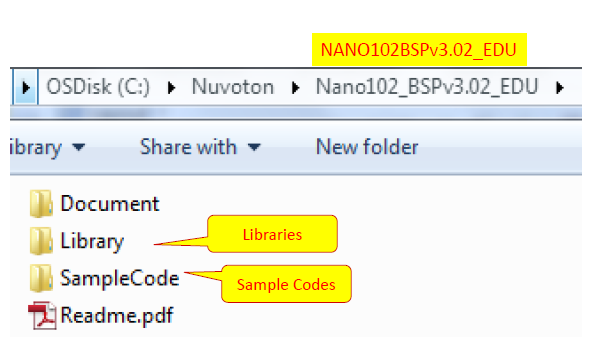 NANO102BSPv3.02_EDU
OSDisk (C:) Nuvoton Nano102_BSPv3.02_EDU
ibrary Share with New folder
Document
Library
Libraries
SampleCode
Sample Codes
Readme.pdf